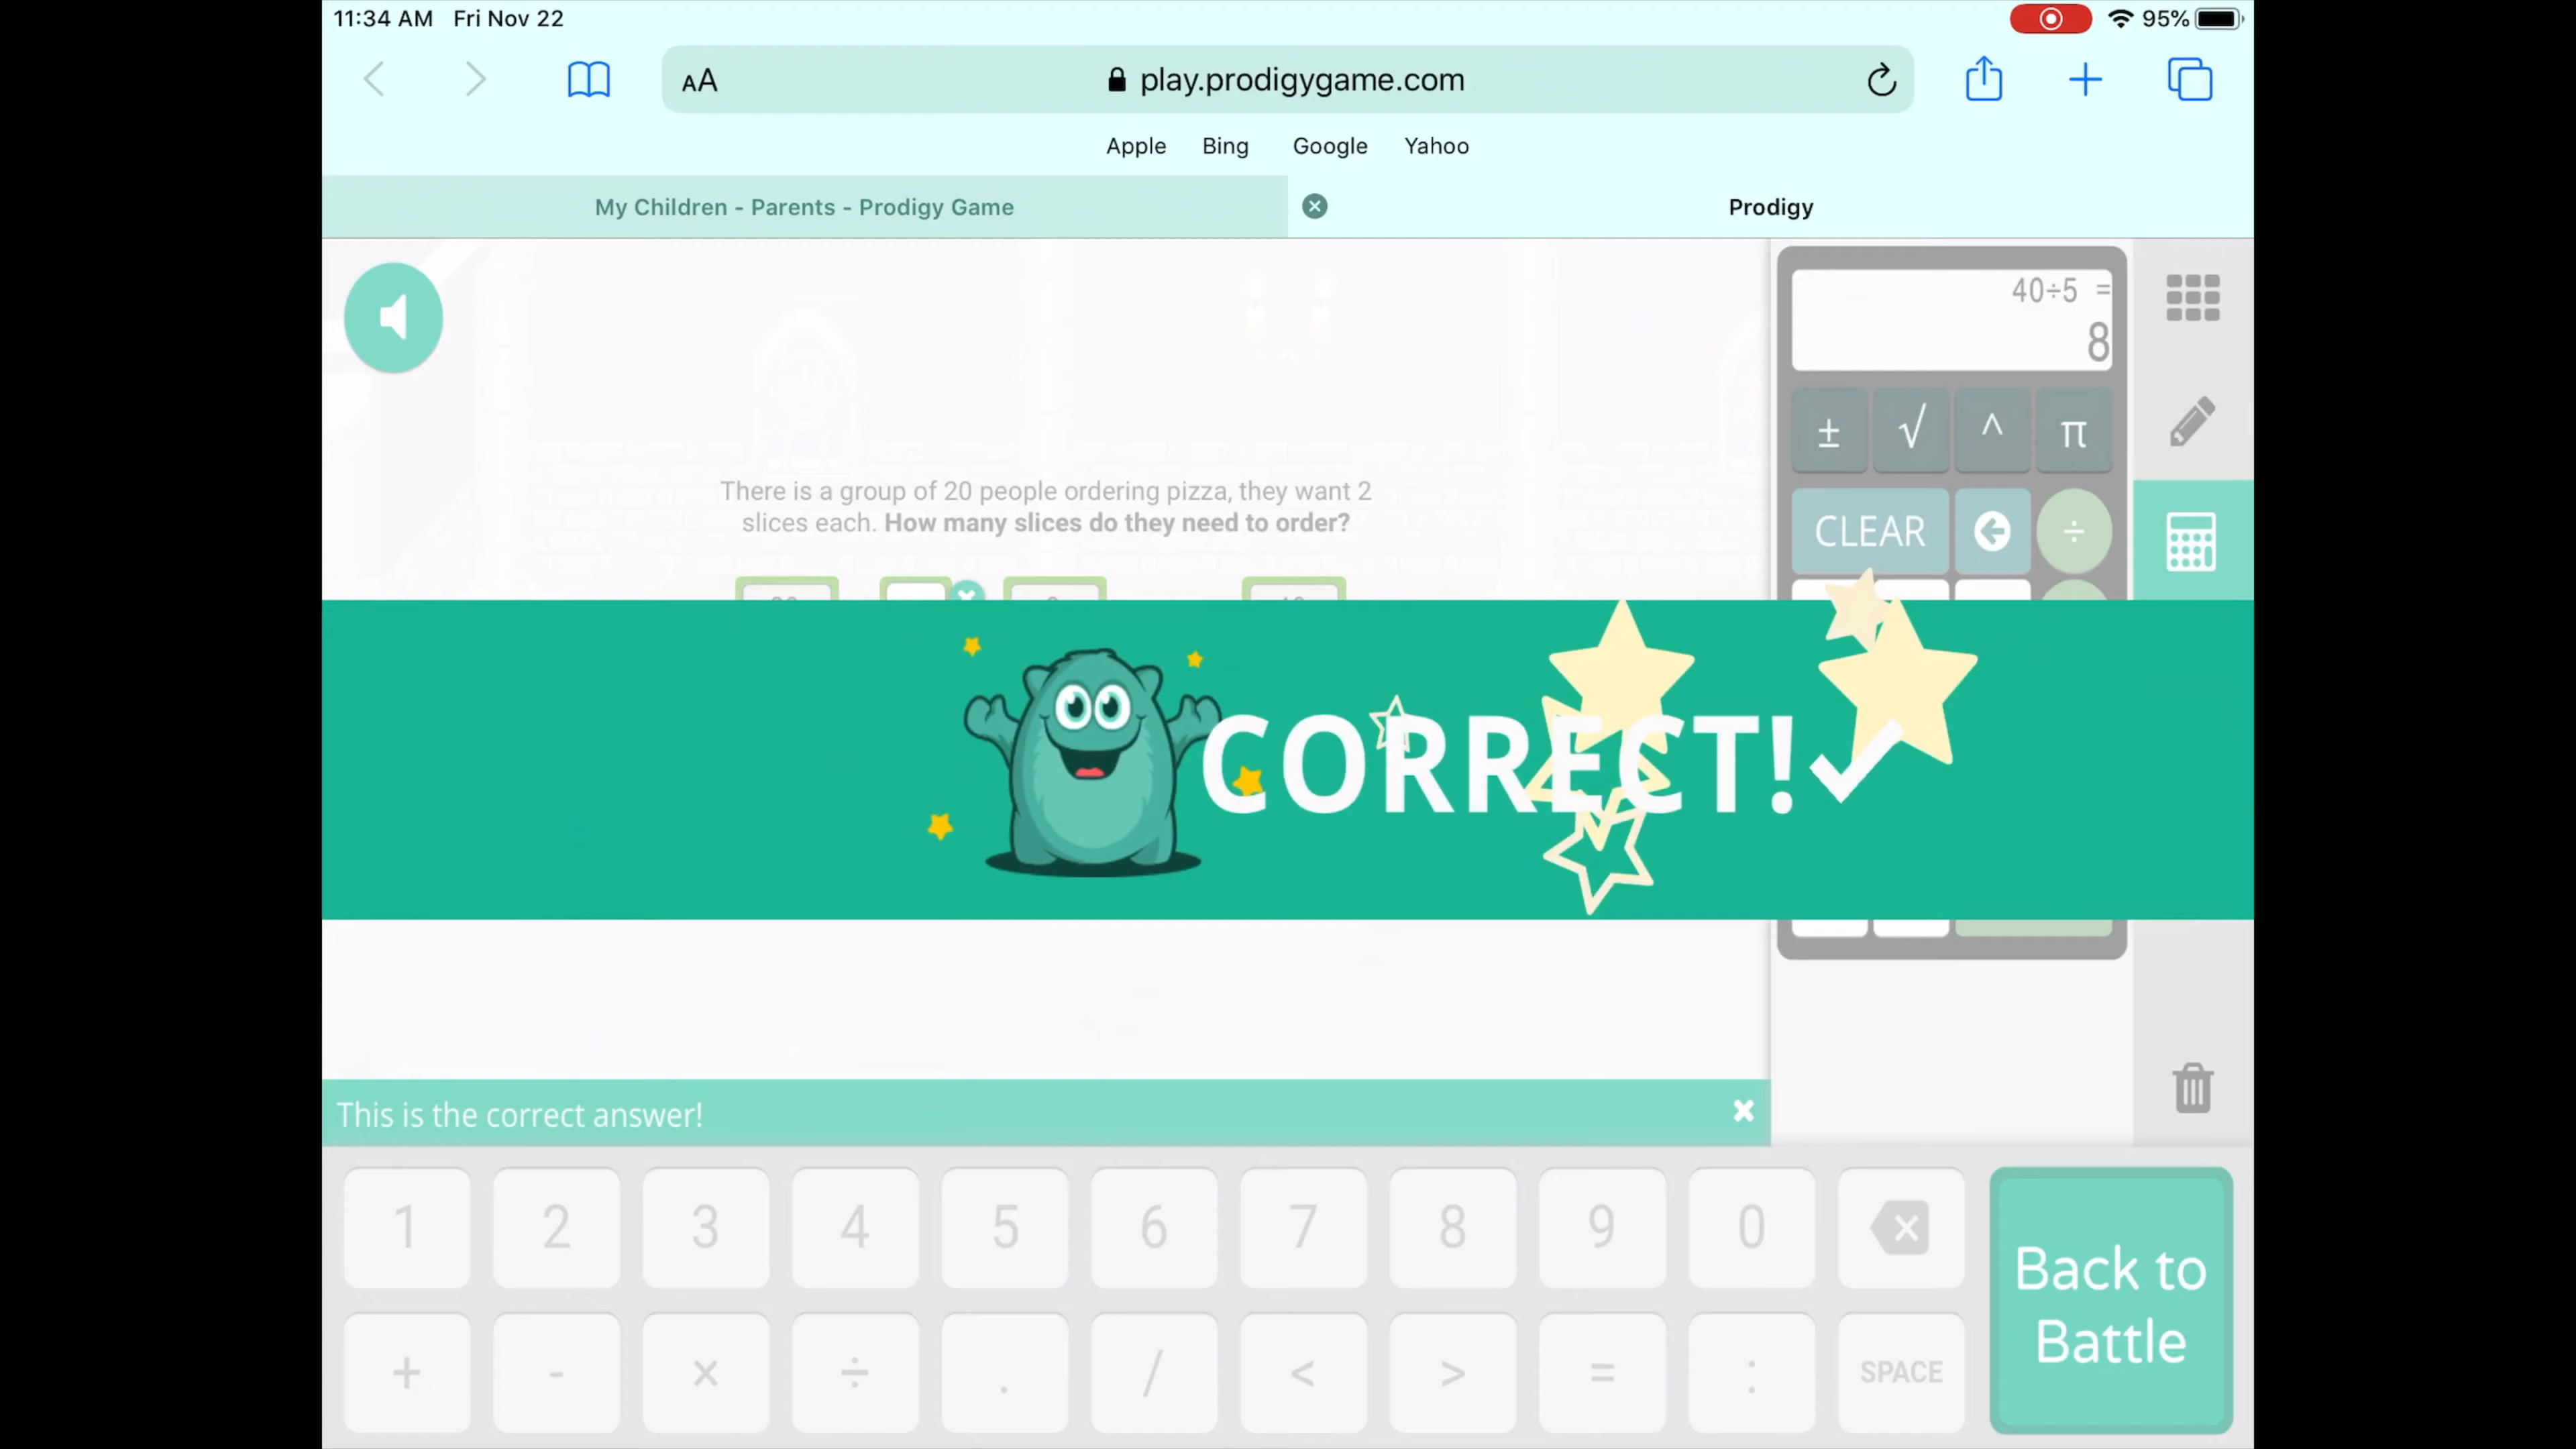 11:34 AM Fri Nov 22
95%
AA
play.prodigygame.com
Apple Bing Google Yahoo
My Children - Parents - Prodigy Game
Prodigy
40÷5 =
8
± √ ^ π
CLEAR ÷
There is a group of 20 people ordering pizza, they want 2
slices each. How many slices do they need to order?
CORRECT!
This is the correct answer!
1 2 3 4 5 6 7 8 9 0
+ - × ÷ . / < > = : SPACE
Back to
Battle